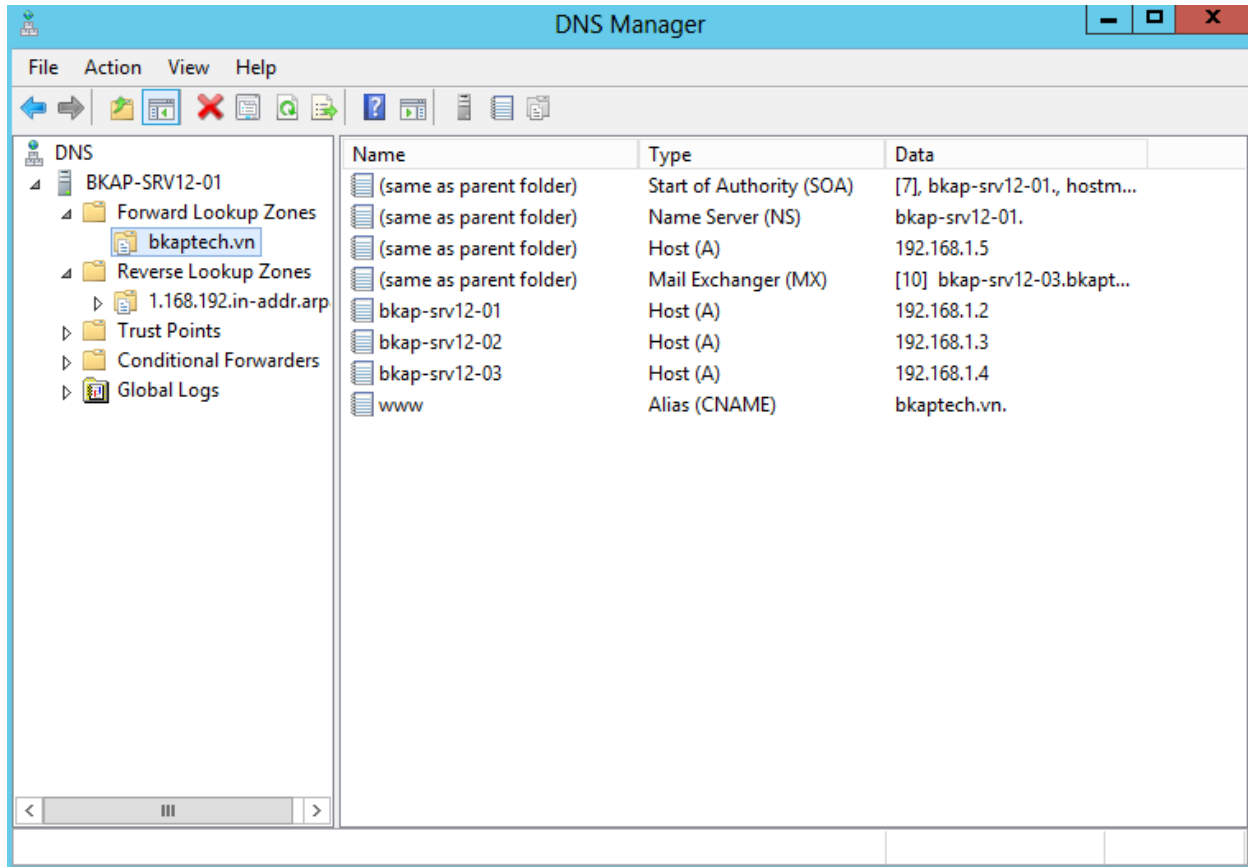 DNS Manager
File Action View Help
DNS
BKAP-SRV12-01
Forward Lookup Zones
bkaptech.vn
Reverse Lookup Zones
1.168.192.in-addr.arp
Trust Points
Conditional Forwarders
Global Logs
Name Type Data
(same as parent folder) Start of Authority (SOA) [7], bkap-srv12-01., hostm...
(same as parent folder) Name Server (NS) bkap-srv12-01.
(same as parent folder) Host (A) 192.168.1.5
(same as parent folder) Mail Exchanger (MX) [10] bkap-srv12-03.bkapt...
bkap-srv12-01 Host (A) 192.168.1.2
bkap-srv12-02 Host (A) 192.168.1.3
bkap-srv12-03 Host (A) 192.168.1.4
www Alias (CNAME) bkaptech.vn.